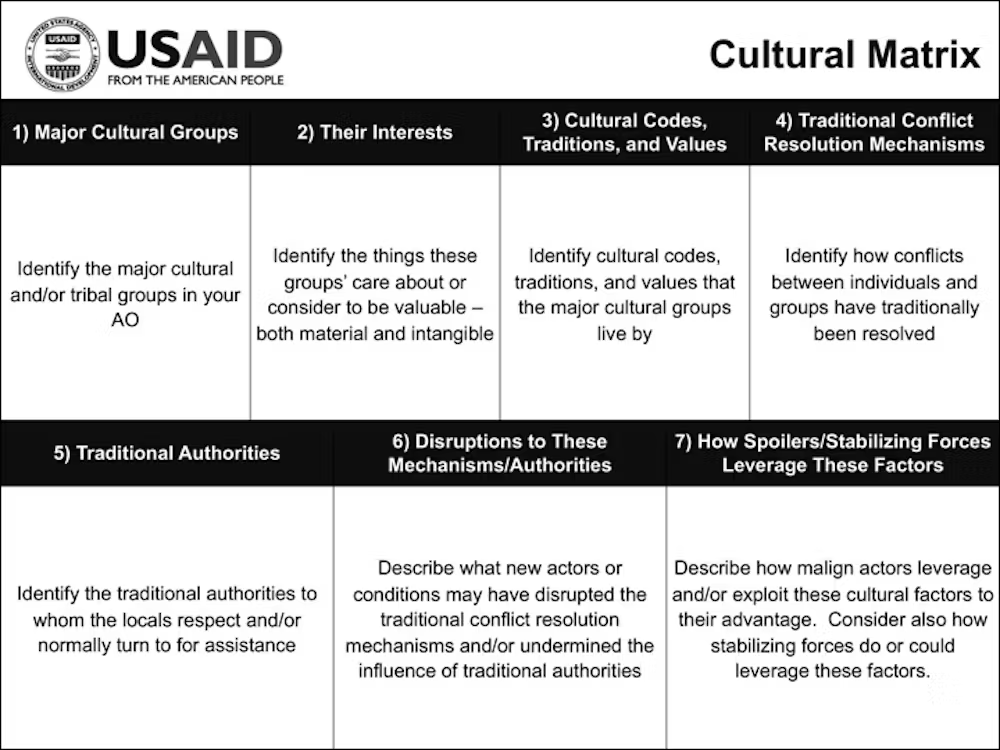 UNITED STATES AGENCY
USAID
INTERNATIONAL DEVELOPMENT
USAID
FROM THE AMERICAN PEOPLE
Cultural Matrix
1) Major Cultural Groups
2) Their Interests
3) Cultural Codes,
Traditions, and Values
4) Traditional Conflict
Resolution Mechanisms
Identify the major cultural
and/or tribal groups in your
AO
Identify the things these
groups’ care about or
consider to be valuable –
both material and intangible
Identify cultural codes,
traditions, and values that
the major cultural groups
live by
Identify how conflicts
between individuals and
groups have traditionally
been resolved
5) Traditional Authorities
6) Disruptions to These
Mechanisms/Authorities
7) How Spoilers/Stabilizing Forces
Leverage These Factors
Identify the traditional authorities to
whom the locals respect and/or
normally turn to for assistance
Describe what new actors or
conditions may have disrupted the
traditional conflict resolution
mechanisms and/or undermined the
influence of traditional authorities
Describe how malign actors leverage
and/or exploit these cultural factors to
their advantage.  Consider also how
stabilizing forces do or could
leverage these factors.